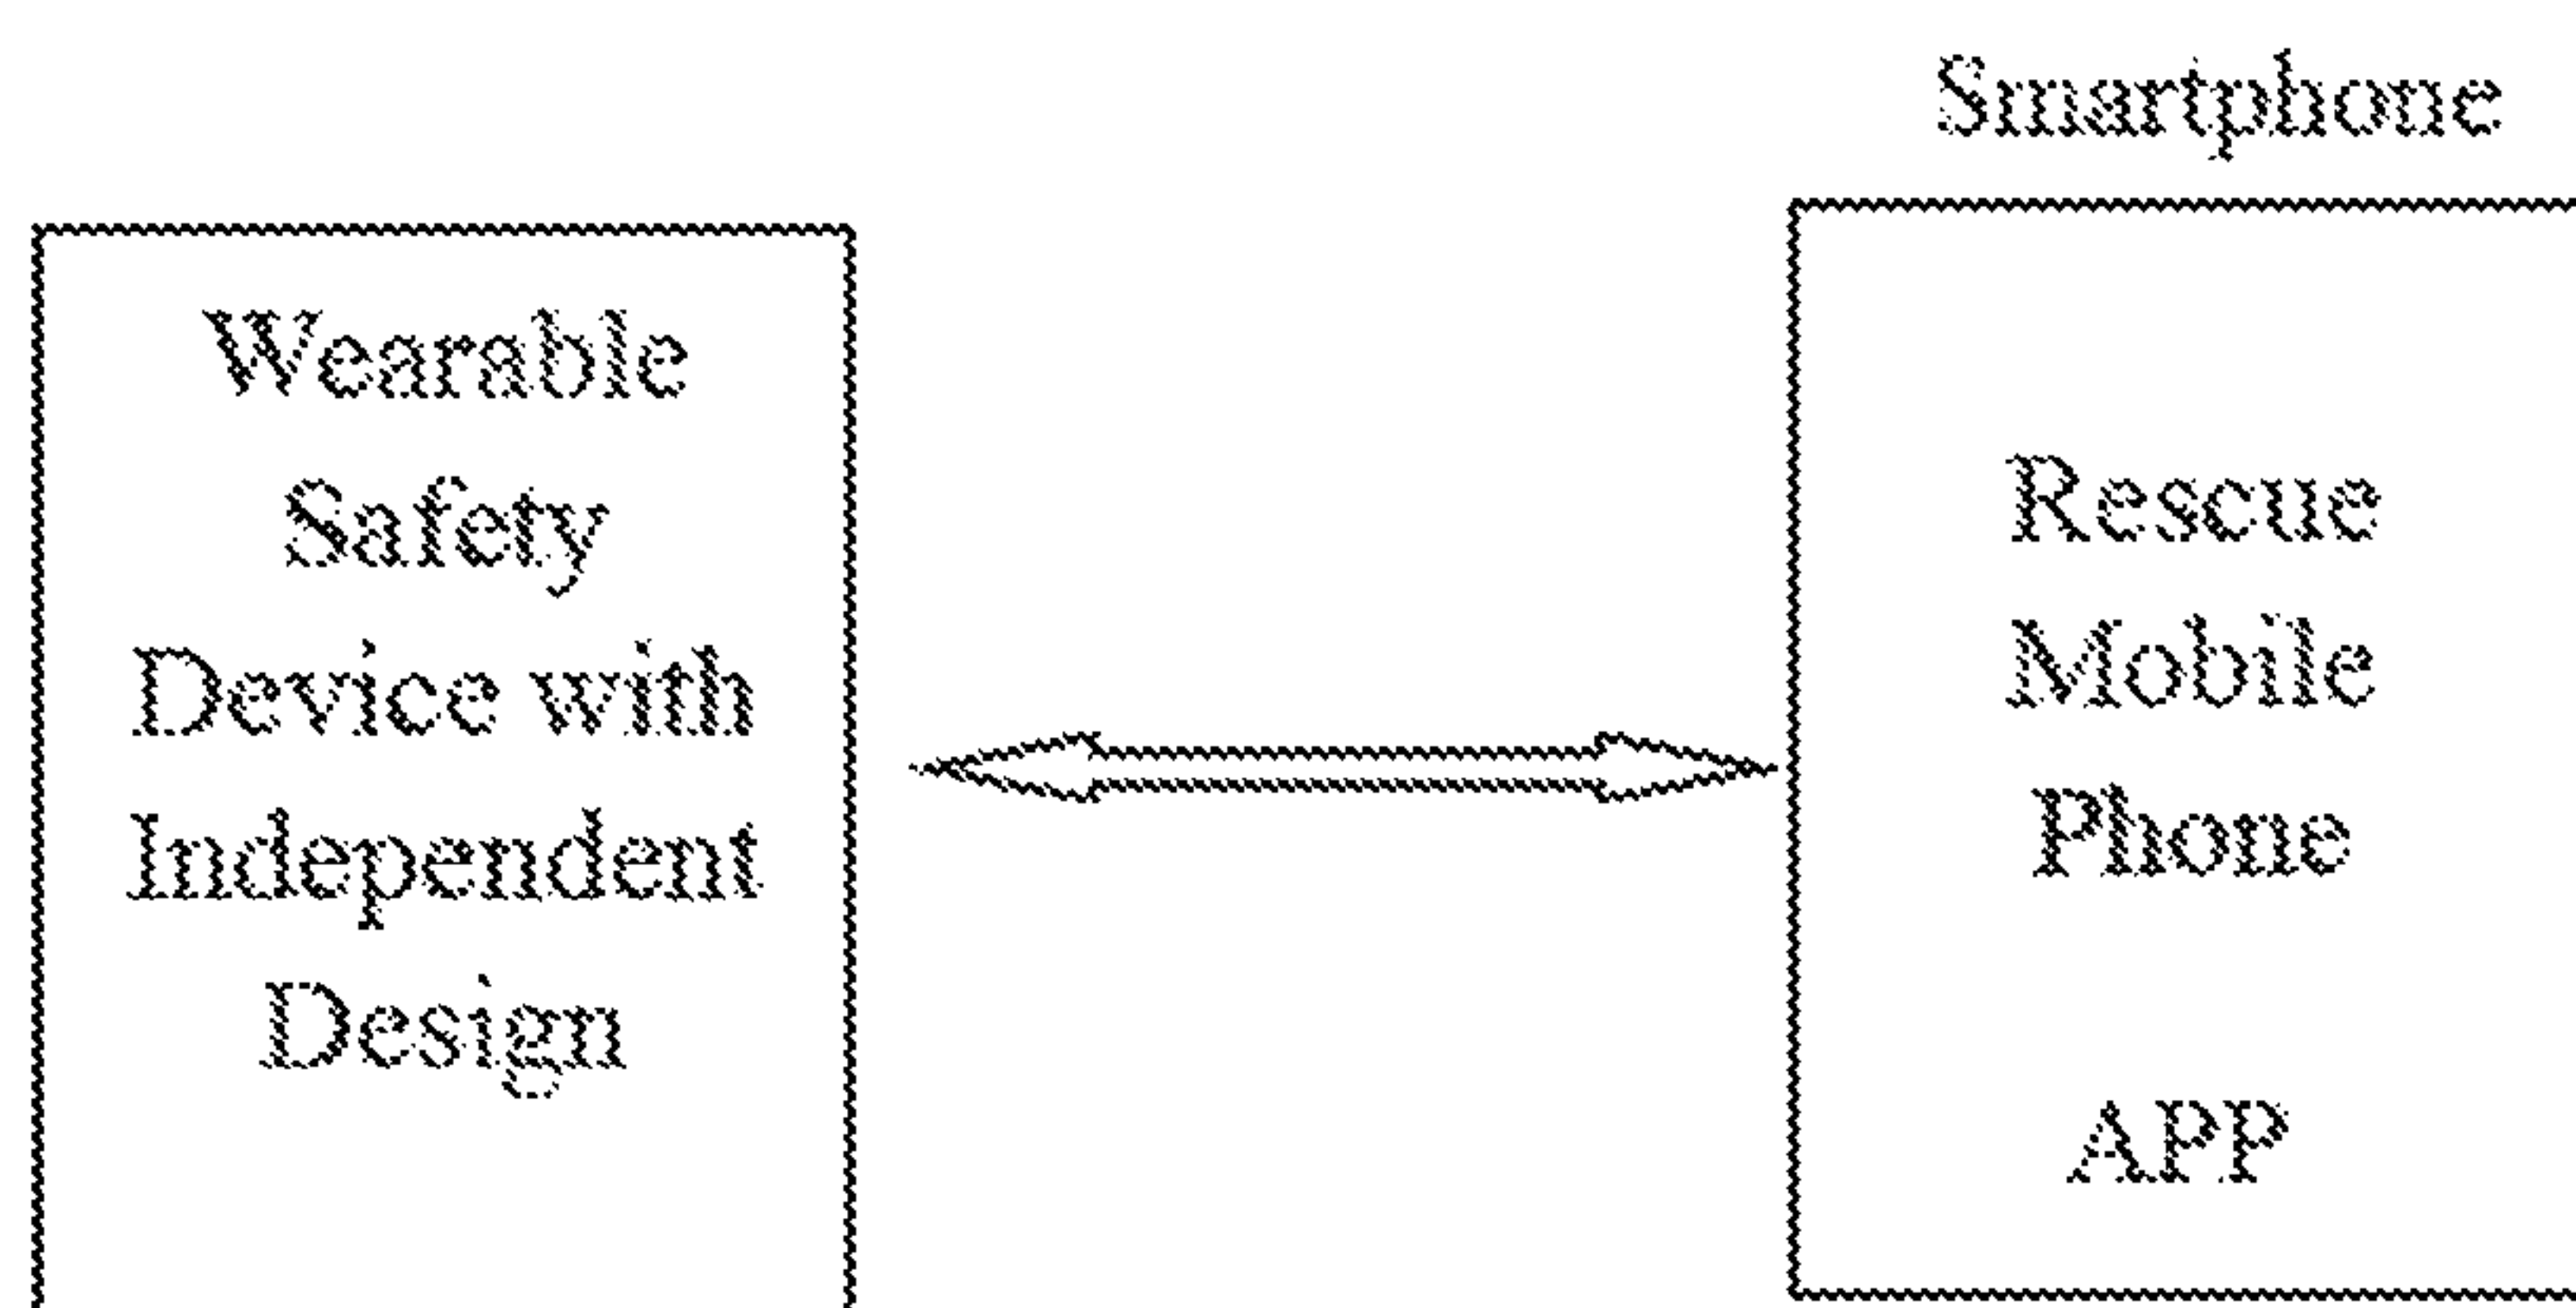 Smartphone
Wearable
Safety
Device with
Independent
Design
Rescue
Mobile
Phone
APP